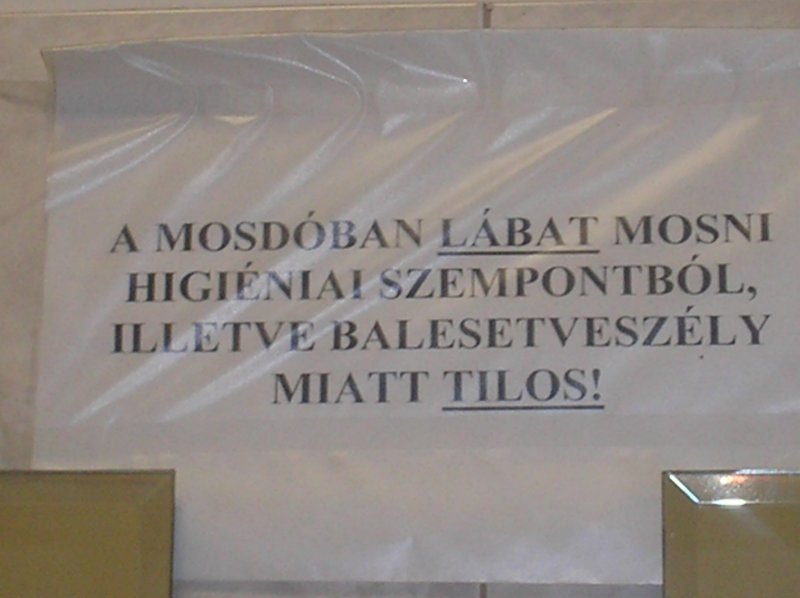 A MOSDÓBAN LÁBAT MOSNI
HIGIÉNIAI SZEMPONTBÓL,
ILLETVE BALESETVESZÉLY
MIATT TILOS!